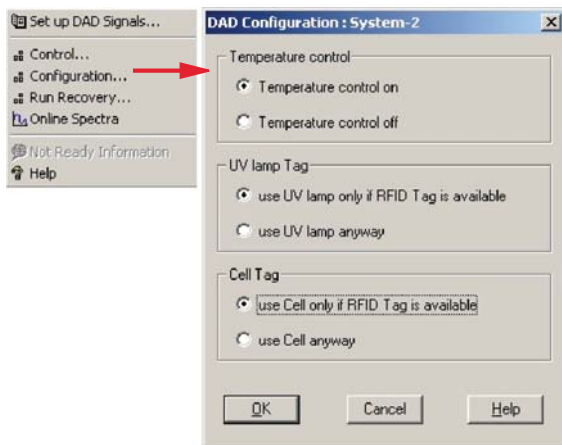 Set up DAD Signals...
Control...
Configuration...
Run Recovery...
Online Spectra
Not Ready Information
Help
DAD Configuration : System-2
Temperature control
Temperature control on
Temperature control off
UV lamp Tag
use UV lamp only if RFID Tag is available
use UV lamp anyway
Cell Tag
use Cell only if RFID Tag is available
use Cell anyway
OK
Cancel
Help